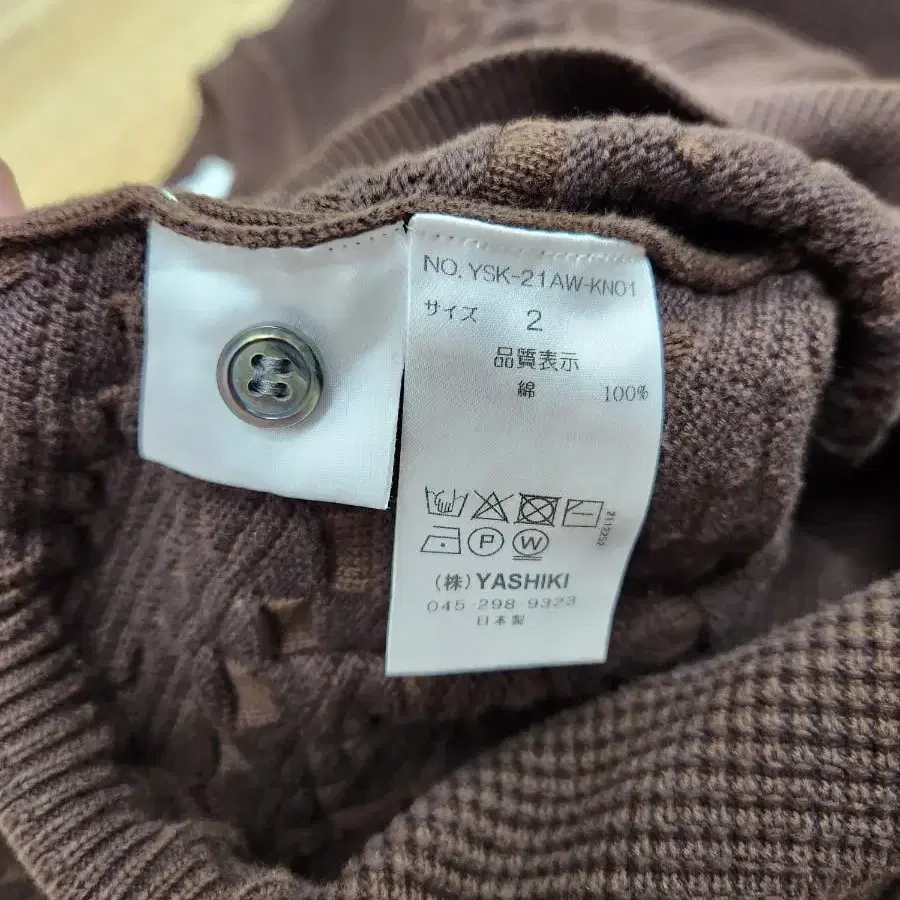 NO. YSK-21AW-KN01
サイズ 2
品質表示
綿 100%
P W
(株) YASHIKI
045-298-9323
日本製